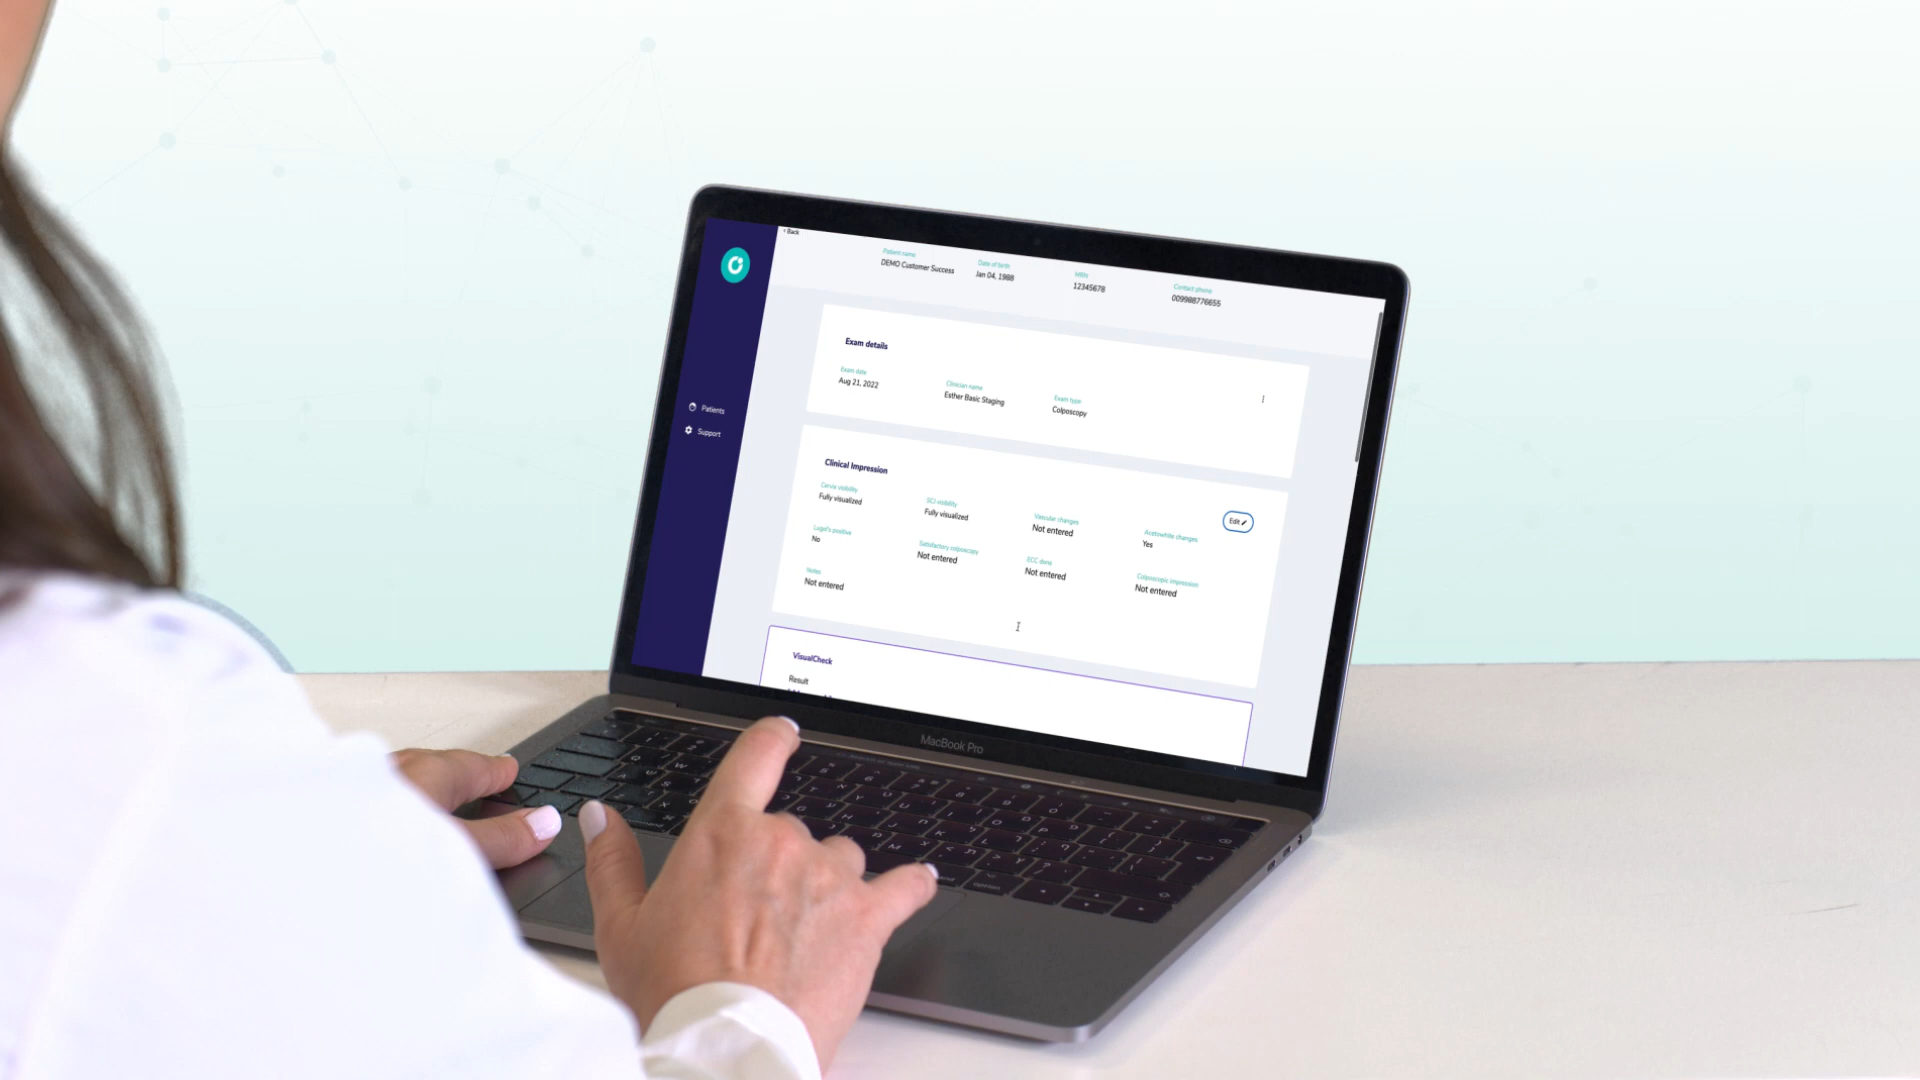 ‹ Back
Patient name
DEMO Customer Success
Date of birth
Jan 04, 1988
MRN
12345678
Contact phone
009988776655
Exam details
Exam date
Aug 21, 2022
Clinician name
Esther Basic Staging
Exam type
Colposcopy
Patients
Support
Clinical Impression
Edit
Cervix visibility
Fully visualized
SCJ visibility
Fully visualized
Vascular changes
Not entered
Acetowhite changes
Yes
Lugol's positive
No
Satisfactory colposcopy
Not entered
ECC done
Not entered
Colposcopic impression
Not entered
Notes
Not entered
VisualCheck
Result
MacBook Pro